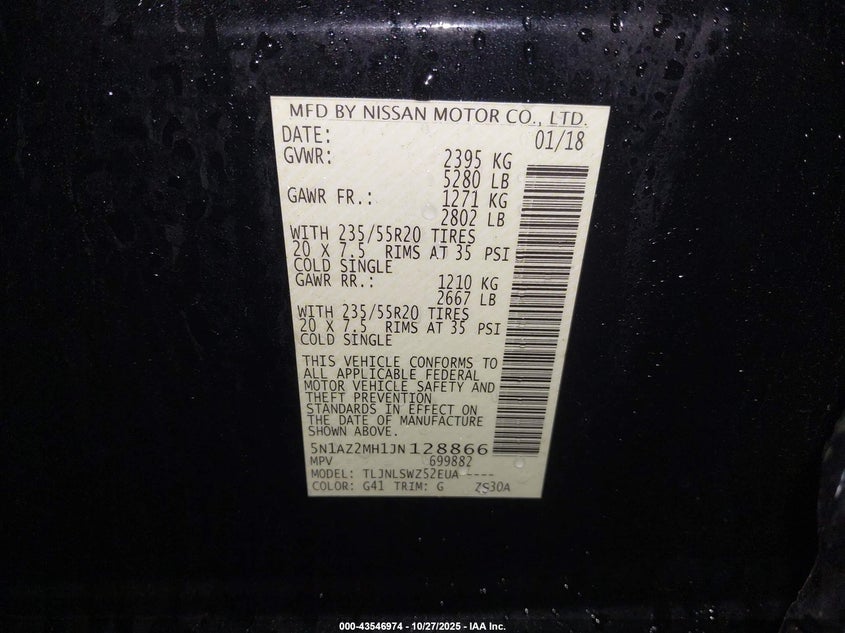 MFD BY NISSAN MOTOR CO., LTD.
DATE: 01/18
GVWR: 2395 KG
5280 LB
GAWR FR.: 1271 KG
2802 LB
WITH 235/55R20 TIRES
20 X 7.5 RIMS AT 35 PSI
COLD SINGLE
GAWR RR.: 1210 KG
2667 LB
WITH 235/55R20 TIRES
20 X 7.5 RIMS AT 35 PSI
COLD SINGLE
THIS VEHICLE CONFORMS TO
ALL APPLICABLE FEDERAL
MOTOR VEHICLE SAFETY AND
THEFT PREVENTION
STANDARDS IN EFFECT ON
THE DATE OF MANUFACTURE
SHOWN ABOVE.
5N1AZ2MH1JN128866
MPV 699882
MODEL: TLJNLSWZ52EUA ----
COLOR: G41 TRIM: G
000-43546974 - 10/27/2025 - IAA Inc.